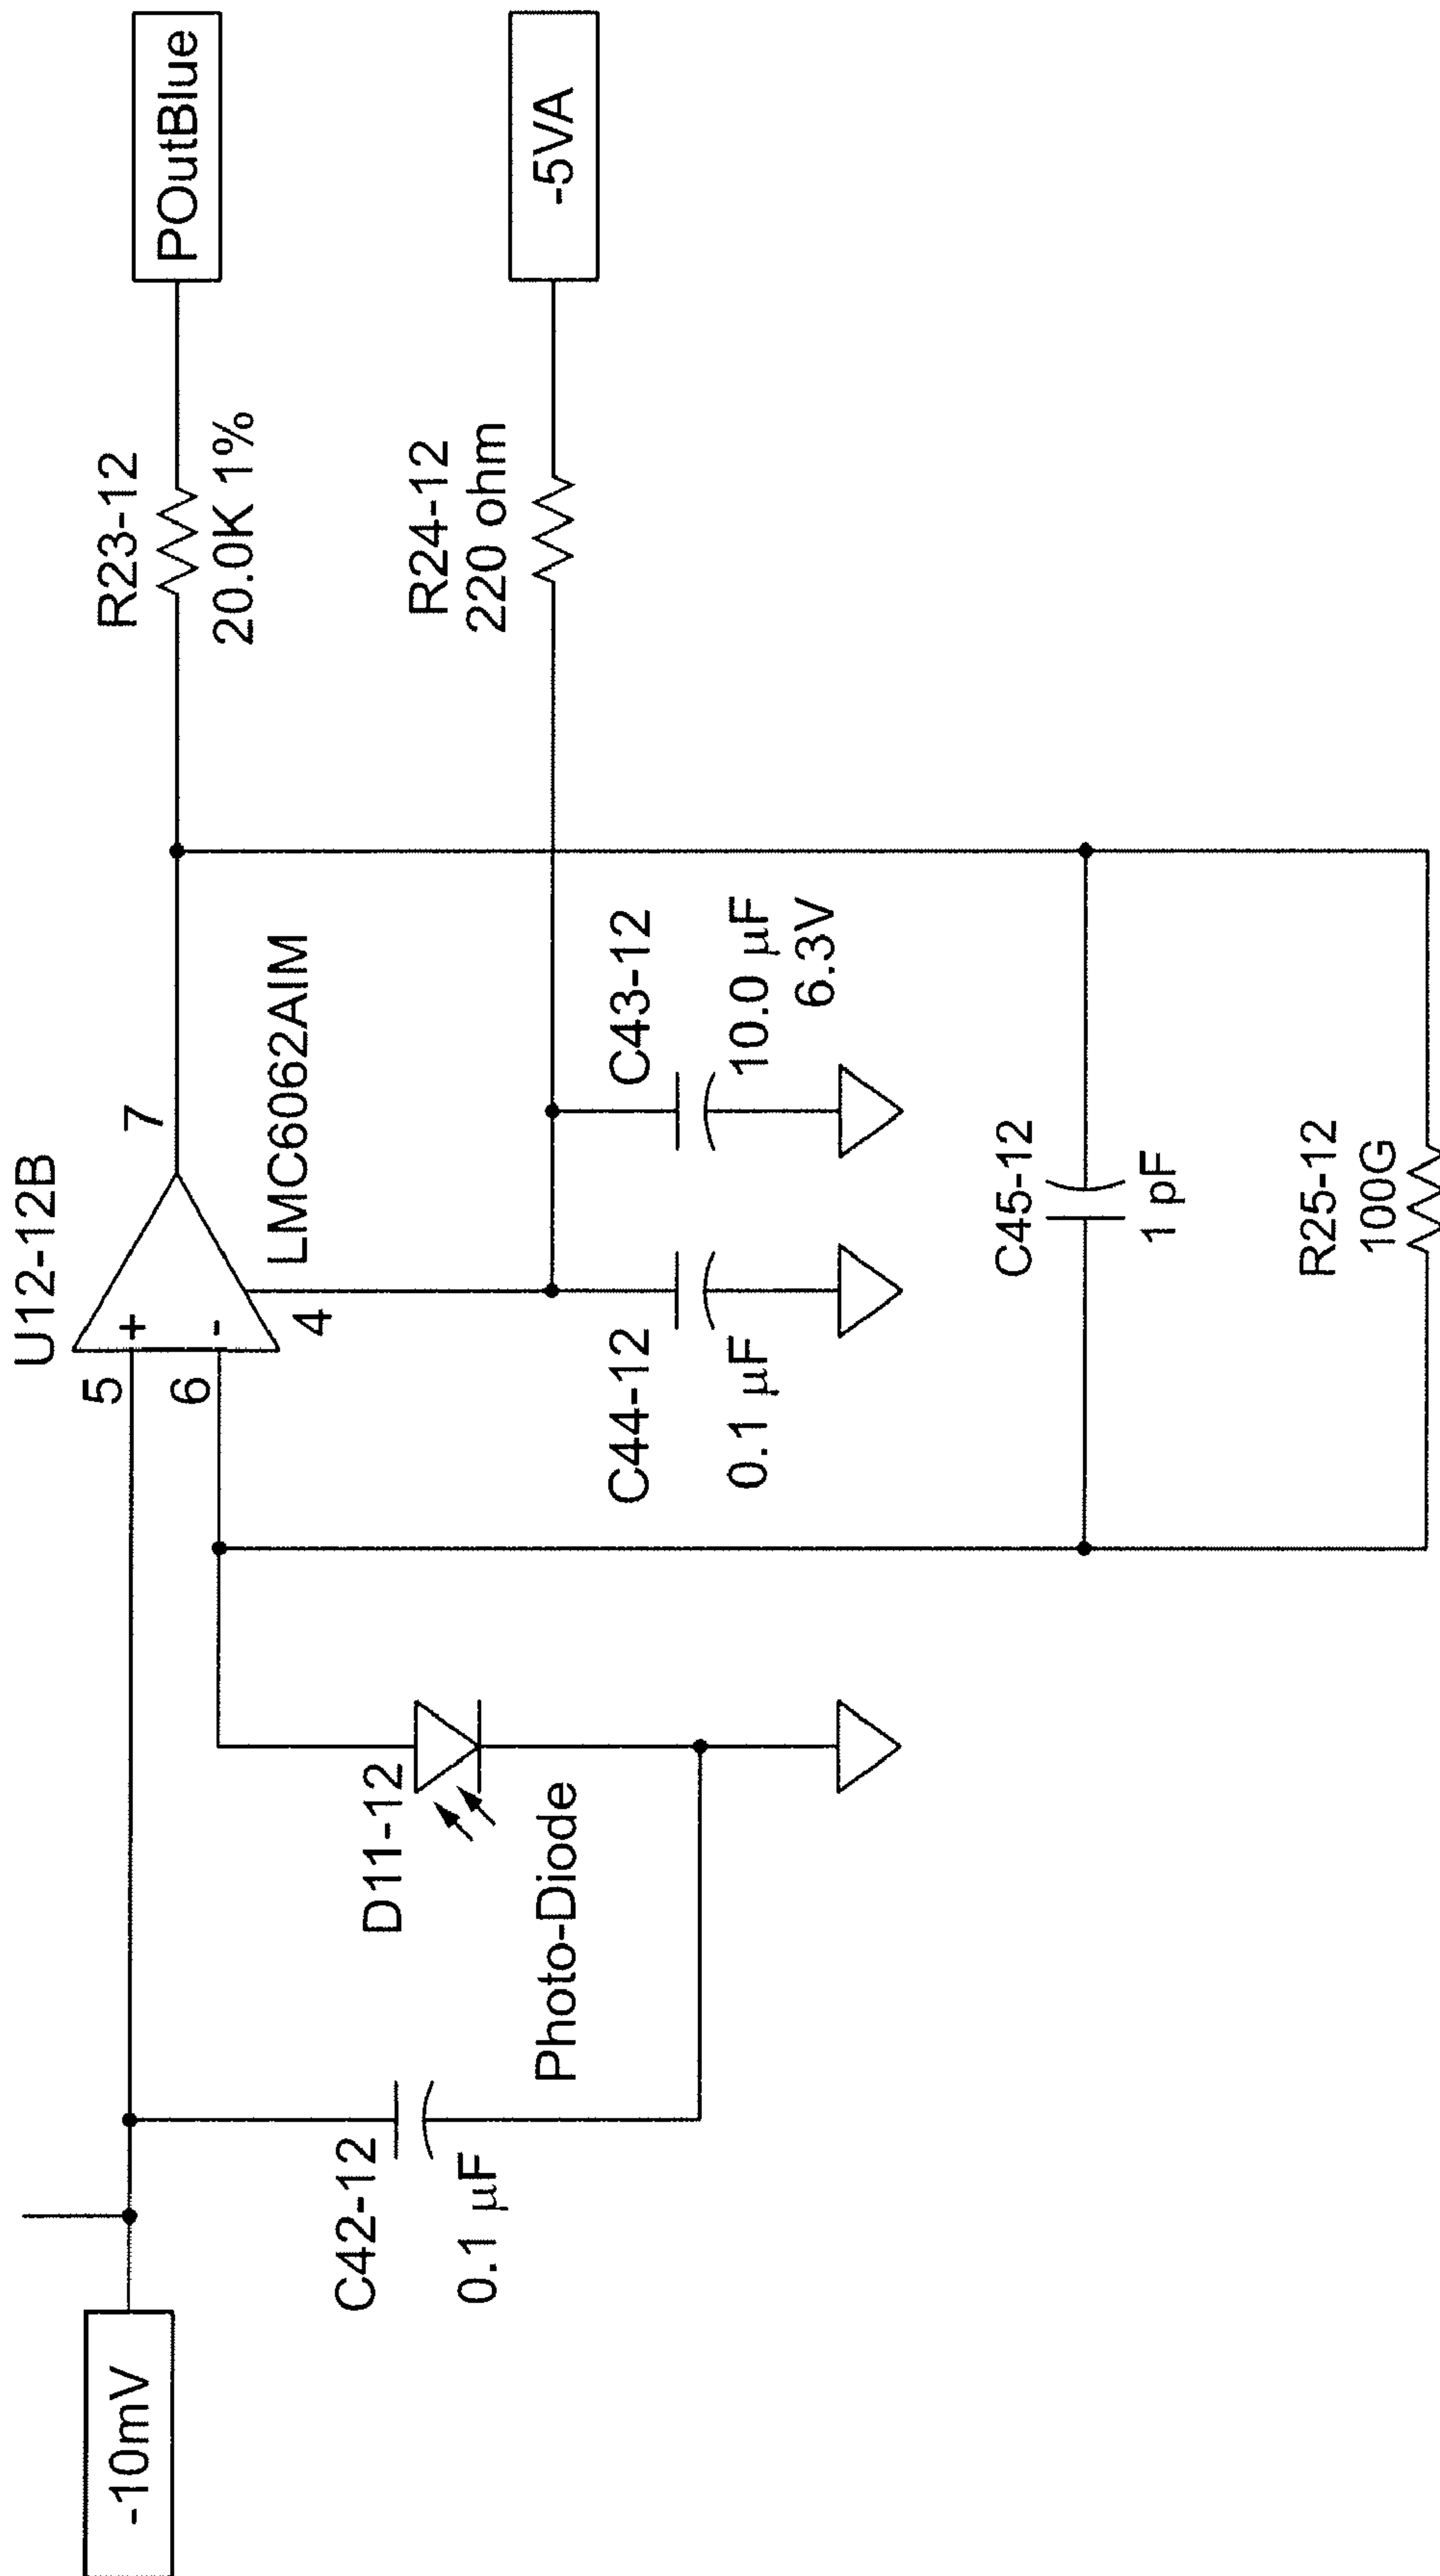 -10mV
C42-12
0.1 µF
D11-12
Photo-Diode
U12-12B
5
+
6
-
7
4
LMC6062AIM
C44-12
0.1 µF
C43-12
10.0 µF
6.3V
C45-12
1 pF
R25-12
100G
R23-12
20.0K 1%
R24-12
220 ohm
POutBlue
-5VA